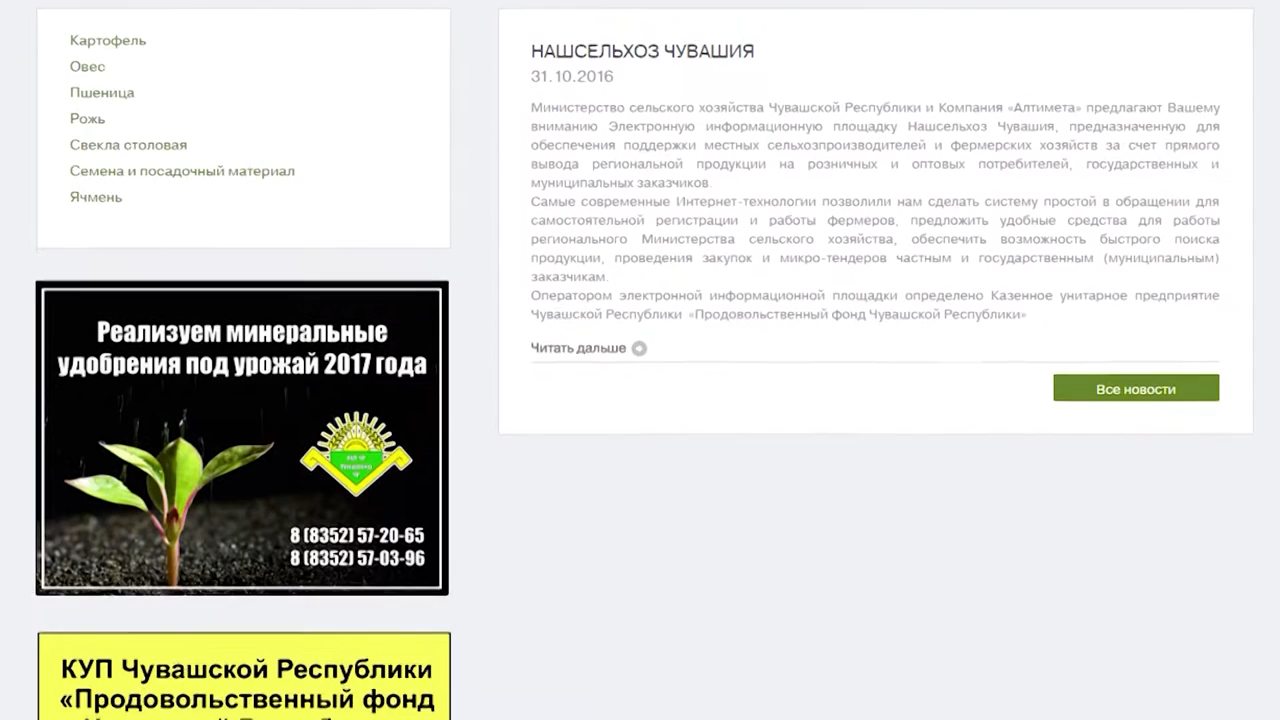 Картофель
Овес
Пшеница
Рожь
Свекла столовая
Семена и посадочный материал
Ячмень
Реализуем минеральные
удобрения под урожай 2017 года
8 (8352) 57-20-65
8 (8352) 57-03-96
КУП Чувашской Республики
«Продовольственный фонд
НАШСЕЛЬХОЗ ЧУВАШИЯ
31.10.2016
Министерство сельского хозяйства Чувашской Республики и Компания «Алтимета» предлагают Вашему
вниманию Электронную информационную площадку Нашсельхоз Чувашия, предназначенную для
обеспечения поддержки местных сельхозпроизводителей и фермерских хозяйств за счет прямого
вывода региональной продукции на розничных и оптовых потребителей, государственных и
муниципальных заказчиков.
Самые современные Интернет-технологии позволили нам сделать систему простой в обращении для
самостоятельной регистрации и работы фермеров, предложить удобные средства для работы
регионального Министерства сельского хозяйства, обеспечить возможность быстрого поиска
продукции, проведения закупок и микро-тендеров частным и государственным (муниципальным)
заказчикам.
Оператором электронной информационной площадки определено Казенное унитарное предприятие
Чувашской Республики «Продовольственный фонд Чувашской Республики»
Читать дальше
Все новости